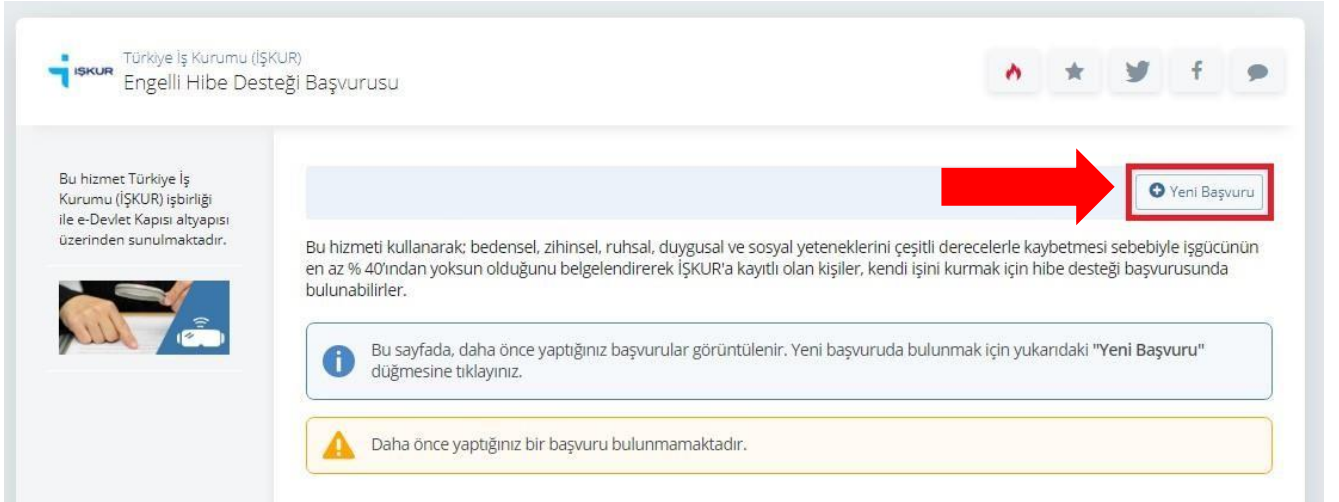 İŞKUR
Türkiye İş Kurumu (İŞKUR)
Engelli Hibe Desteği Başvurusu
Bu hizmet Türkiye İş
Kurumu (İŞKUR) işbirliği
ile e-Devlet Kapısı altyapısı
üzerinden sunulmaktadır.
Yeni Başvuru
Bu hizmeti kullanarak; bedensel, zihinsel, ruhsal, duygusal ve sosyal yeteneklerini çeşitli derecelerle kaybetmesi sebebiyle işgücünün
en az % 40'ından yoksun olduğunu belgelendirerek İŞKUR'a kayıtlı olan kişiler, kendi işini kurmak için hibe desteği başvurusunda
bulunabilirler.
Bu sayfada, daha önce yaptığınız başvurular görüntülenir. Yeni başvuruda bulunmak için yukarıdaki "Yeni Başvuru"
düğmesine tıklayınız.
Daha önce yaptığınız bir başvuru bulunmamaktadır.